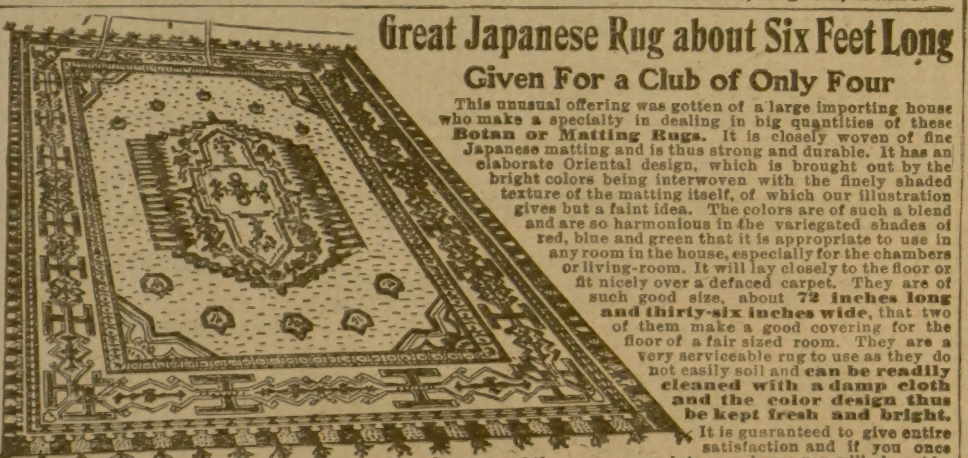 Great Japanese Rug about Six Feet Long
Given For a Club of Only Four
This unusual offering was gotten of a large importing house
who make a specialty in dealing in big quantities of these
Botan or Matting Rugs. It is closely woven of fine
Japanese matting and is thus strong and durable. It has an
elaborate Oriental design, which is brought out by the
bright colors being interwoven with the finely shaded
texture of the matting itself, of which our illustration
gives but a faint idea. The colors are of such a blend
and are so harmonious in the variegated shades of
red, blue and green that it is appropriate to use in
any room in the house, especially for the chambers
or living-room. It will lay closely to the floor or
fit nicely over a defaced carpet. They are of
such good size, about 72 inches long
and thirty-six inches wide, that two
of them make a good covering for the
floor of a fair sized room. They are a
very serviceable rug to use as they do
not easily soil and can be readily
cleaned with a damp cloth
and the color design thus
be kept fresh and bright.
It is guaranteed to give entire
satisfaction and if you once